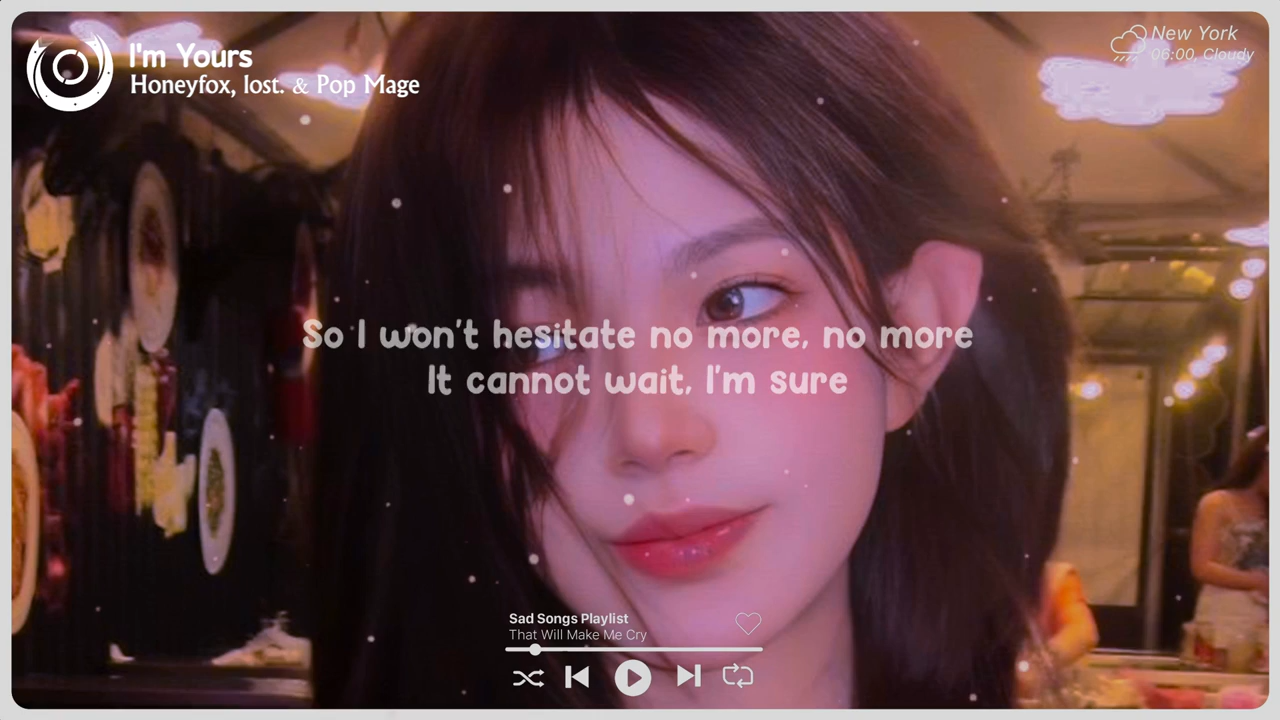 I'm Yours
Honeyfox, lost. & Pop Mage
New York
06:00, Cloudy
So I won't hesitate no more, no more
It cannot wait, I'm sure
Sad Songs Playlist
That Will Make Me Cry